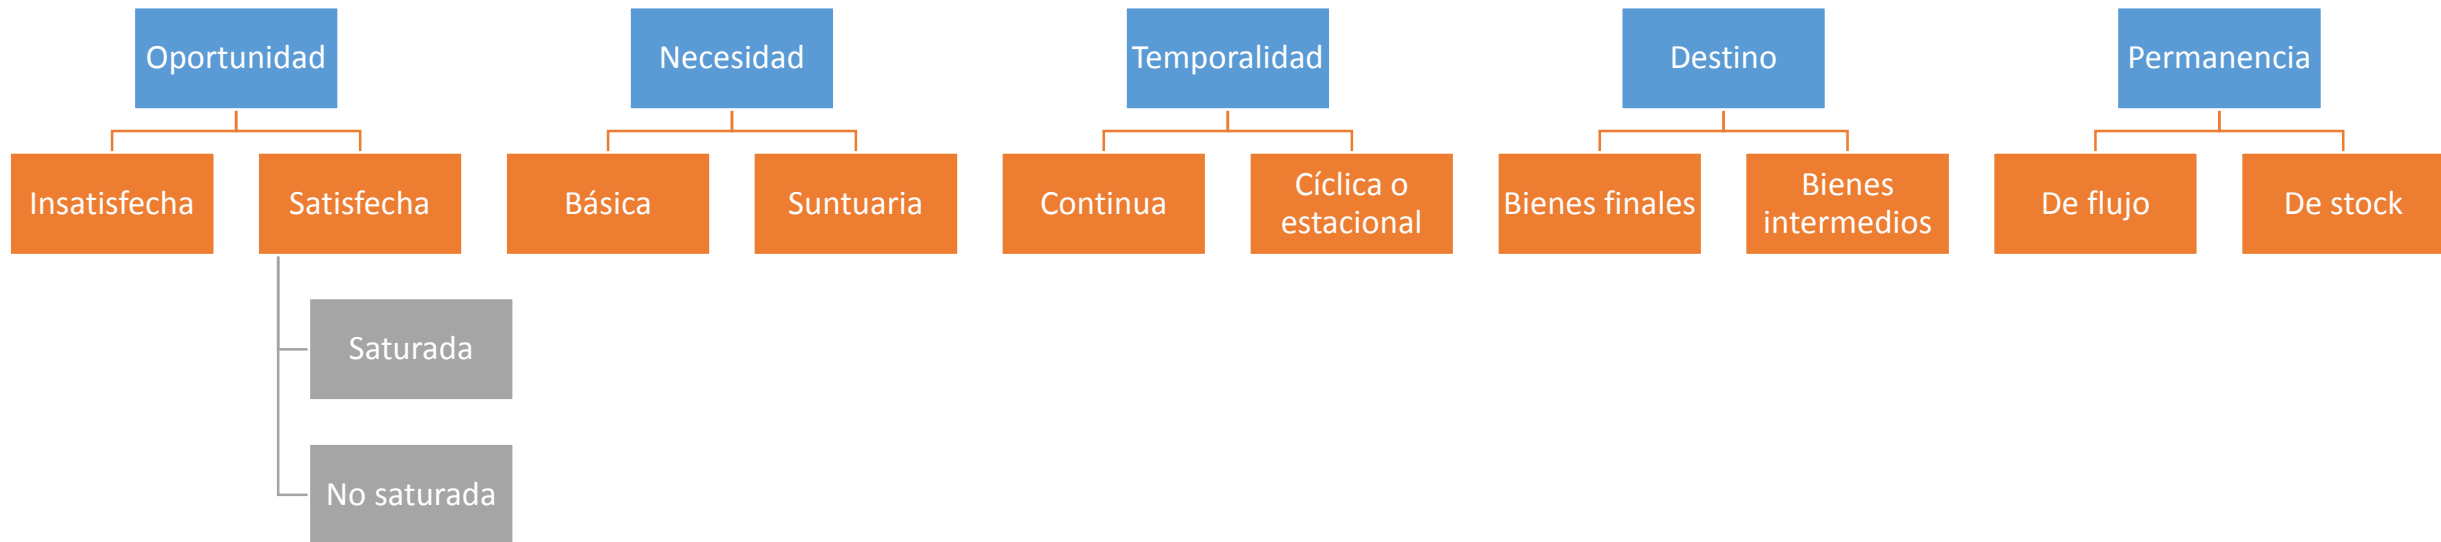 Oportunidad
Necesidad
Temporalidad
Destino
Permanencia
Insatisfecha
Satisfecha
Básica
Suntuaria
Continua
Cíclica o
estacional
Bienes finales
Bienes
intermedios
De flujo
De stock
Saturada
No saturada